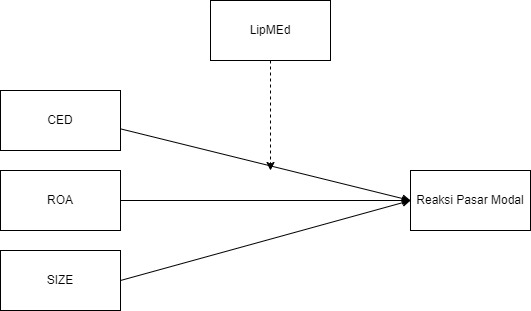 LipMEd
CED
ROA
Reaksi Pasar Modal
SIZE